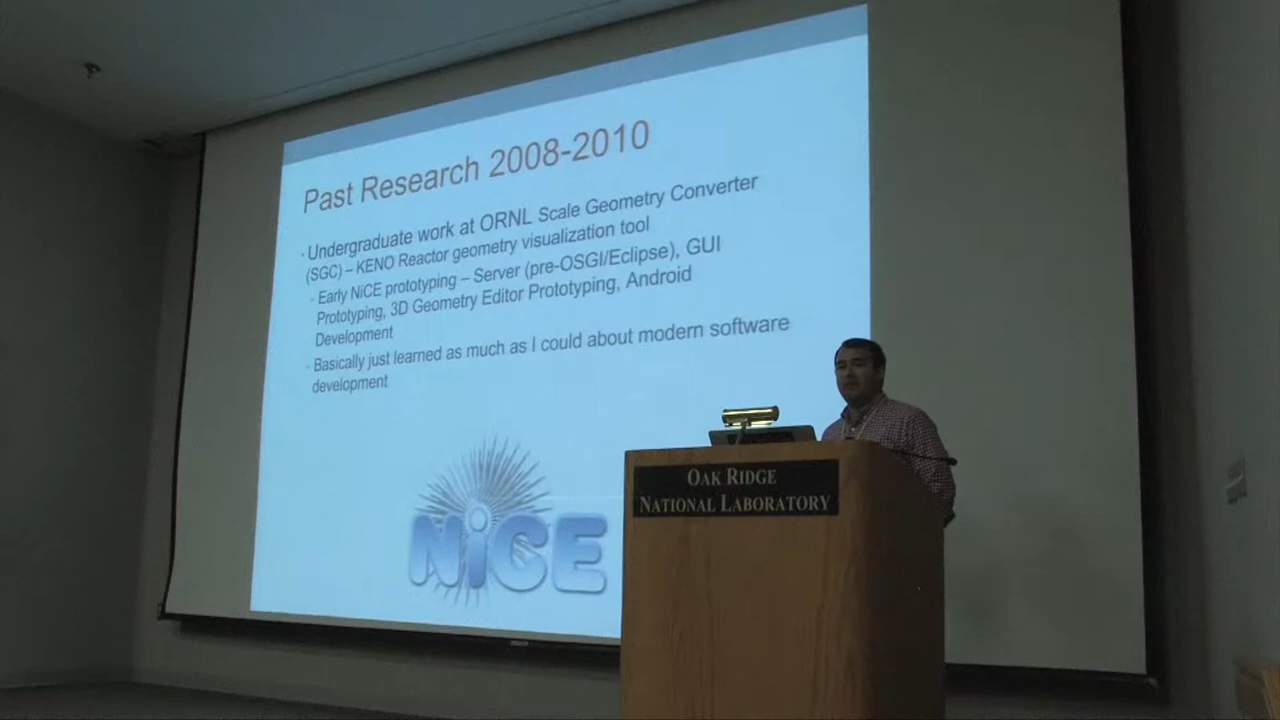 Past Research 2008-2010
Undergraduate work at ORNL Scale Geometry Converter
(SGC) – KENO Reactor geometry visualization tool
Early NiCE prototyping – Server (pre-OSGI/Eclipse), GUI
Prototyping, 3D Geometry Editor Prototyping, Android
Development
Basically just learned as much as I could about modern software
development
NiCE
OAK RIDGE
NATIONAL LABORATORY